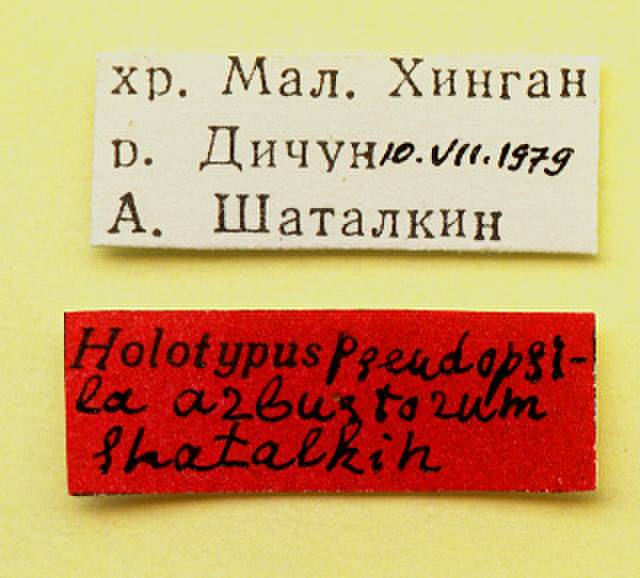 хр. Мал. Хинган
р. Дичун 10.VII.1979
А. Шаталкин
Holotypus Pseudopsi-
la arbustorum
Shatalkin